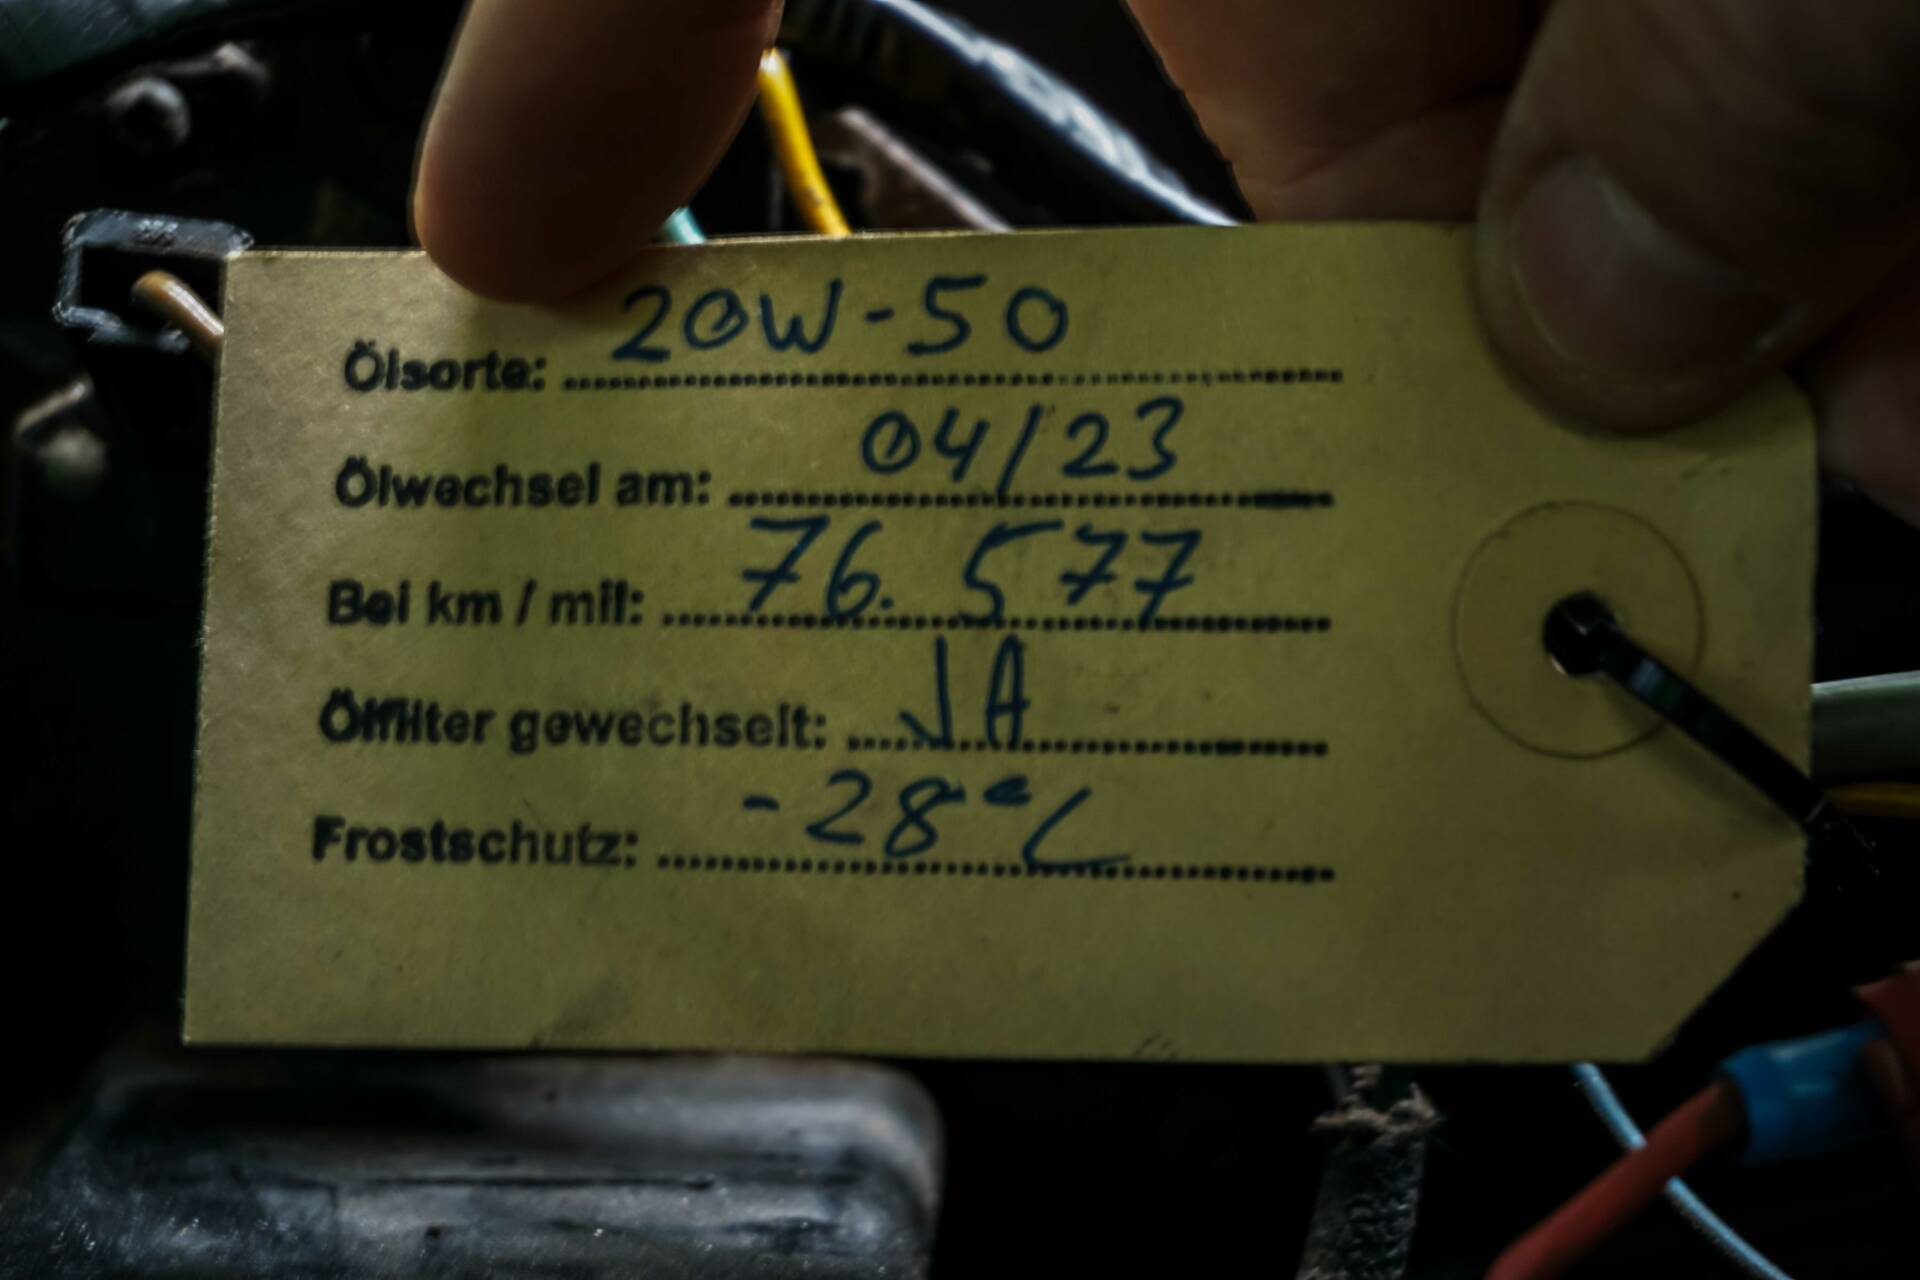 Ölsorte: 20W-50
Ölwechsel am: 04/23
Bei km / mil: 76.577
Ölfilter gewechselt: JA
Frostschutz: -28°C